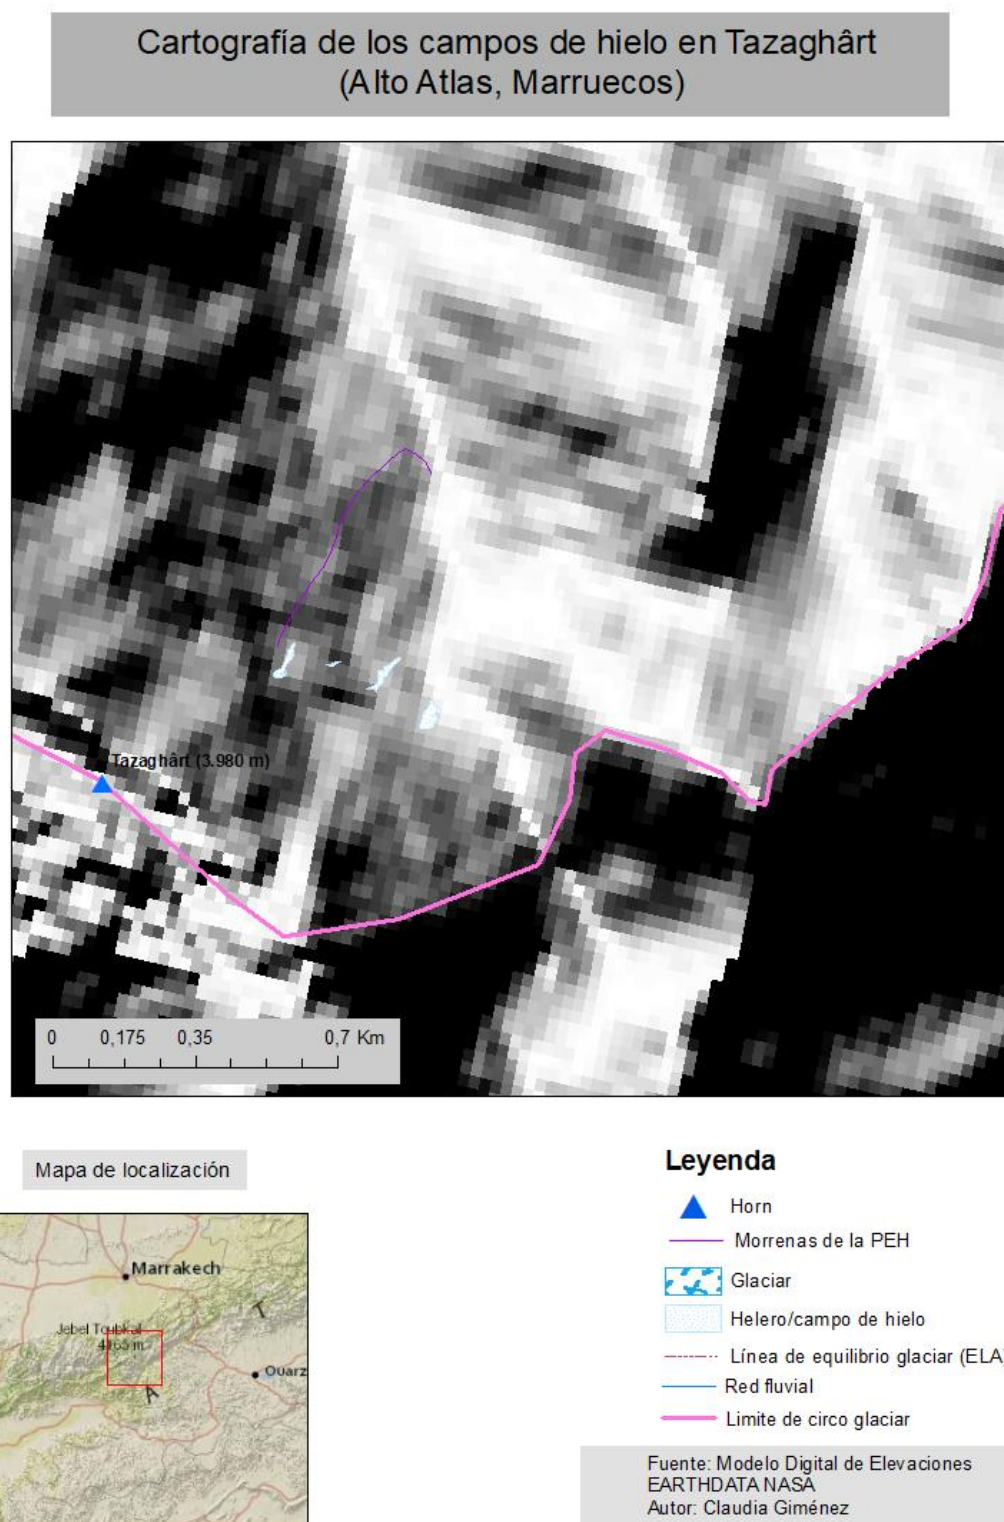 Cartografía de los campos de hielo en Tazaghârt
(Alto Atlas, Marruecos)
Tazaghârt (3.980 m)
0 0,175 0,35 0,7 Km
Mapa de localización
Marrakech
Jebel Toubkal
4165 m
Ouarz
T
A
Leyenda
Horn
Morrenas de la PEH
Glaciar
Helero/campo de hielo
Línea de equilibrio glaciar (ELA)
Red fluvial
Limite de circo glaciar
Fuente: Modelo Digital de Elevaciones
EARTHDATA NASA
Autor: Claudia Giménez